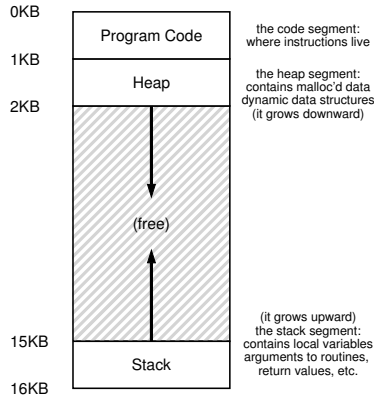 0KB
Program Code
the code segment:
where instructions live
1KB
Heap
the heap segment:
contains malloc'd data
dynamic data structures
(it grows downward)
2KB
(free)
(it grows upward)
the stack segment:
contains local variables
arguments to routines,
return values, etc.
15KB
Stack
16KB